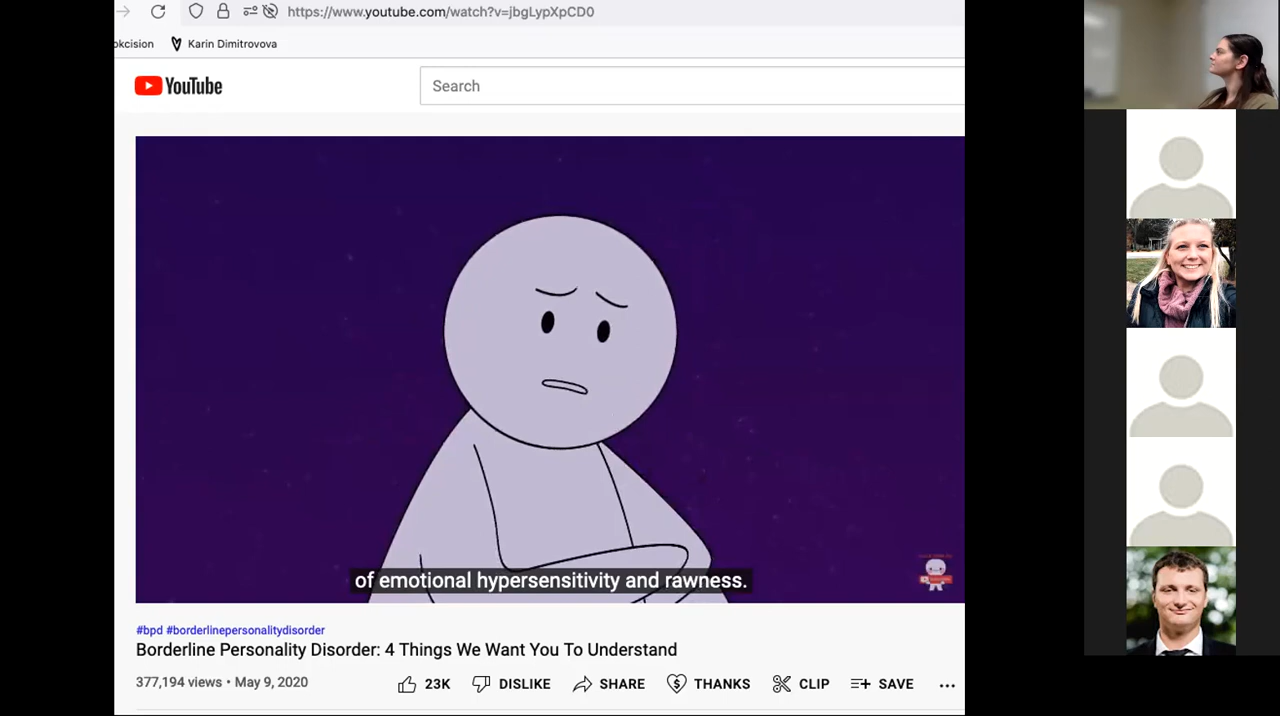 https://www.youtube.com/watch?v=jbgLypXpCD0
okcision Karin Dimitrovova
YouTube Search
of emotional hypersensitivity and rawness.
#bpd #borderlinepersonalitydisorder
Borderline Personality Disorder: 4 Things We Want You To Understand
377,194 views • May 9, 2020 23K DISLIKE SHARE THANKS CLIP SAVE ...